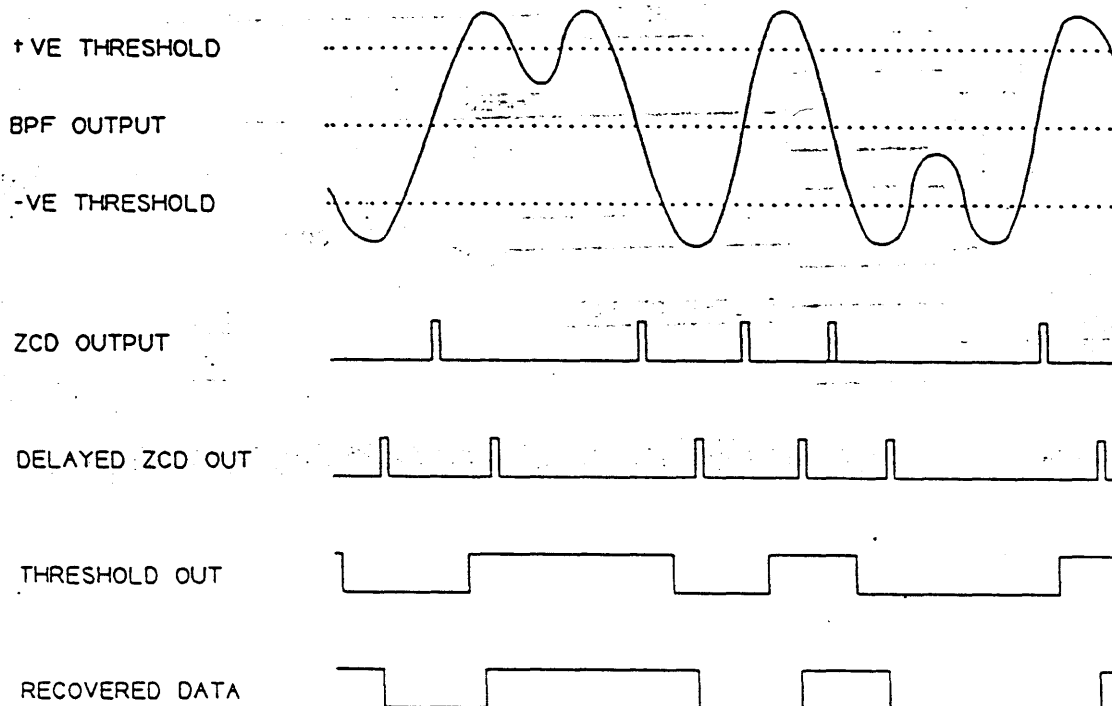 +VE THRESHOLD
BPF OUTPUT
-VE THRESHOLD
ZCD OUTPUT
DELAYED ZCD OUT
THRESHOLD OUT
RECOVERED DATA